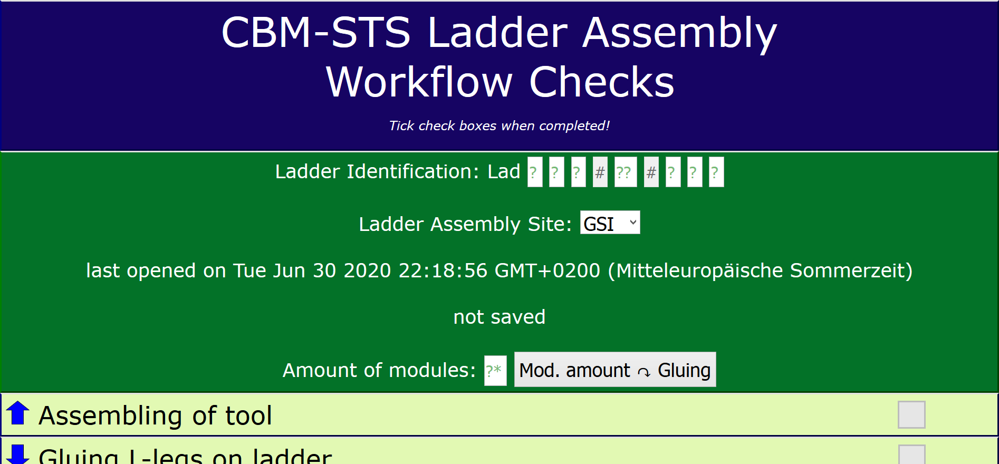 CBM-STS Ladder Assembly
Workflow Checks
Tick check boxes when completed!
Ladder Identification: Lad ? ? ? # ?? # ? ? ?
Ladder Assembly Site: GSI
last opened on Tue Jun 30 2020 22:18:56 GMT+0200 (Mitteleuropäische Sommerzeit)
not saved
Amount of modules: ?* Mod. amount ↷ Gluing
Assembling of tool
Gluing L-legs on ladder